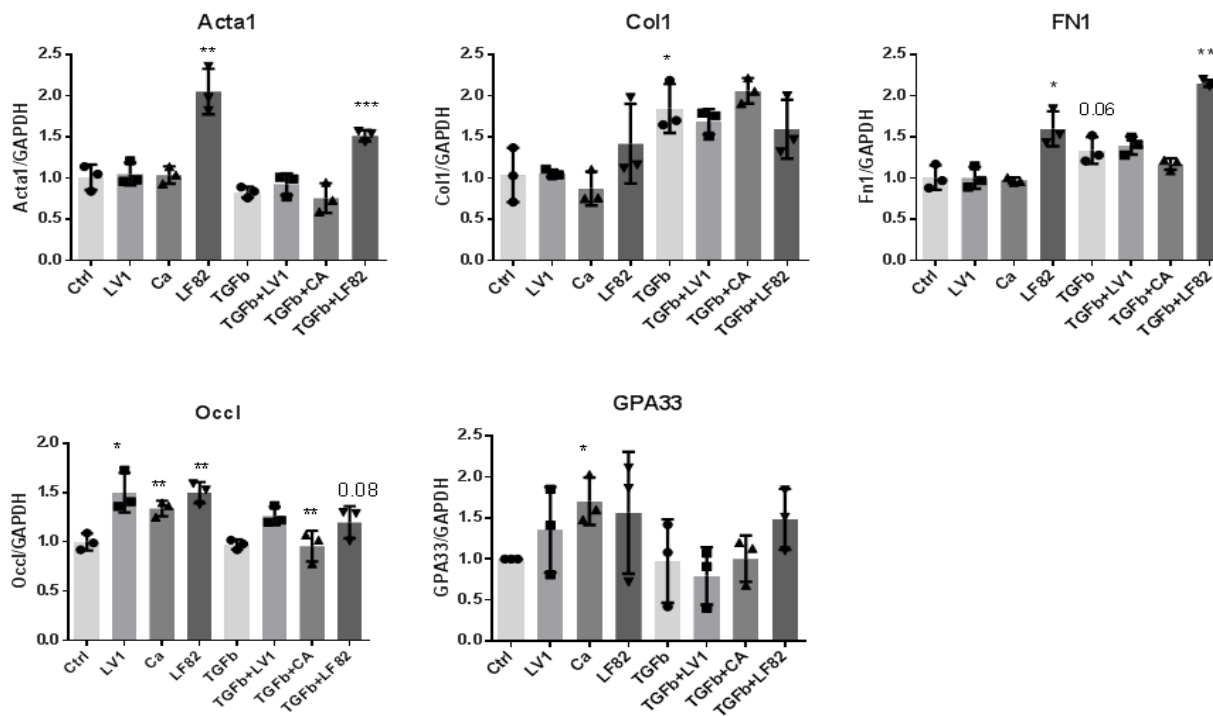 Acta1
Acta1/GAPDH
2.5
2.0
1.5
1.0
0.5
0.0
**
***
Ctrl
LV1
Ca
LF82
TGFb
TGFb+LV1
TGFb+CA
TGFb+LF82
Col1
Col1/GAPDH
2.5
2.0
1.5
1.0
0.5
0.0
*
Ctrl
LV1
Ca
LF82
TGFb
TGFb+LV1
TGFb+CA
TGFb+LF82
FN1
Fn1/GAPDH
2.5
2.0
1.5
1.0
0.5
0.0
*
0.06
**
Ctrl
LV1
Ca
LF82
TGFb
TGFb+LV1
TGFb+CA
TGFb+LF82
Occl
Occl/GAPDH
2.0
1.5
1.0
0.5
0.0
*
**
**
**
0.08
Ctrl
LV1
Ca
LF82
TGFb
TGFb+LV1
TGFb+CA
TGFb+LF82
GPA33
GPA33/GAPDH
2.5
2.0
1.5
1.0
0.5
0.0
*
Ctrl
LV1
Ca
LF82
TGFb
TGFb+LV1
TGFb+CA
TGFb+LF82